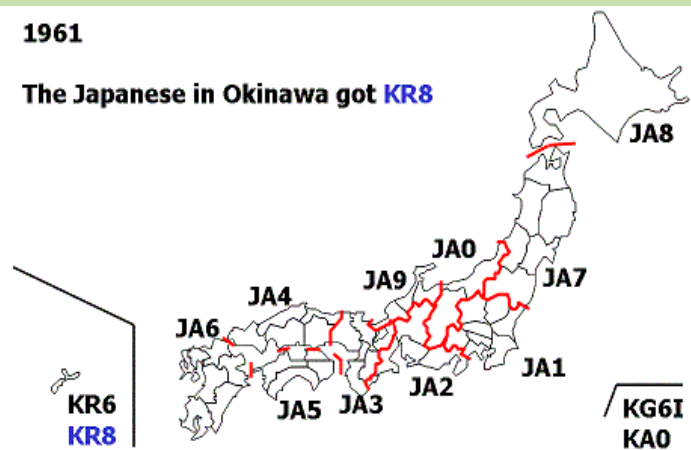 1961
The Japanese in Okinawa got KR8
JA8
JA0
JA9
JA7
JA4
JA6
JA1
JA2
JA5
JA3
KR6
KR8
KG6I
KA0